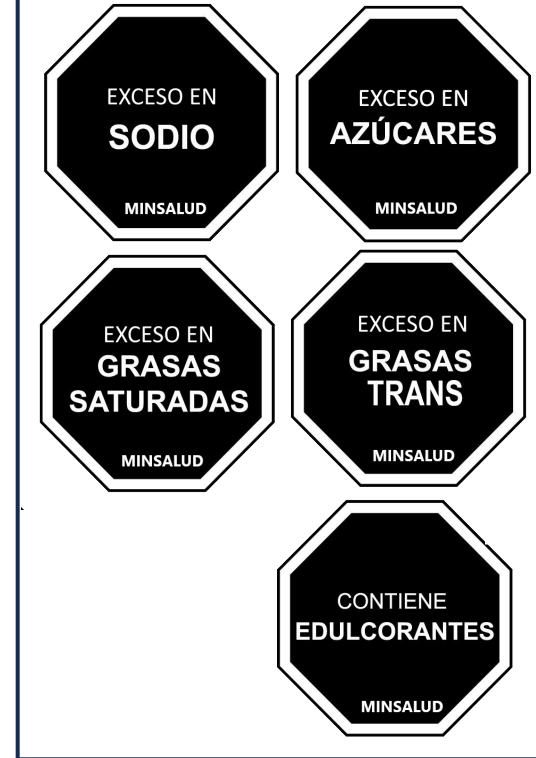 EXCESO EN
SODIO
MINSALUD
EXCESO EN
AZÚCARES
MINSALUD
EXCESO EN
GRASAS
SATURADAS
MINSALUD
EXCESO EN
GRASAS
TRANS
MINSALUD
CONTIENE
EDULCORANTES
MINSALUD